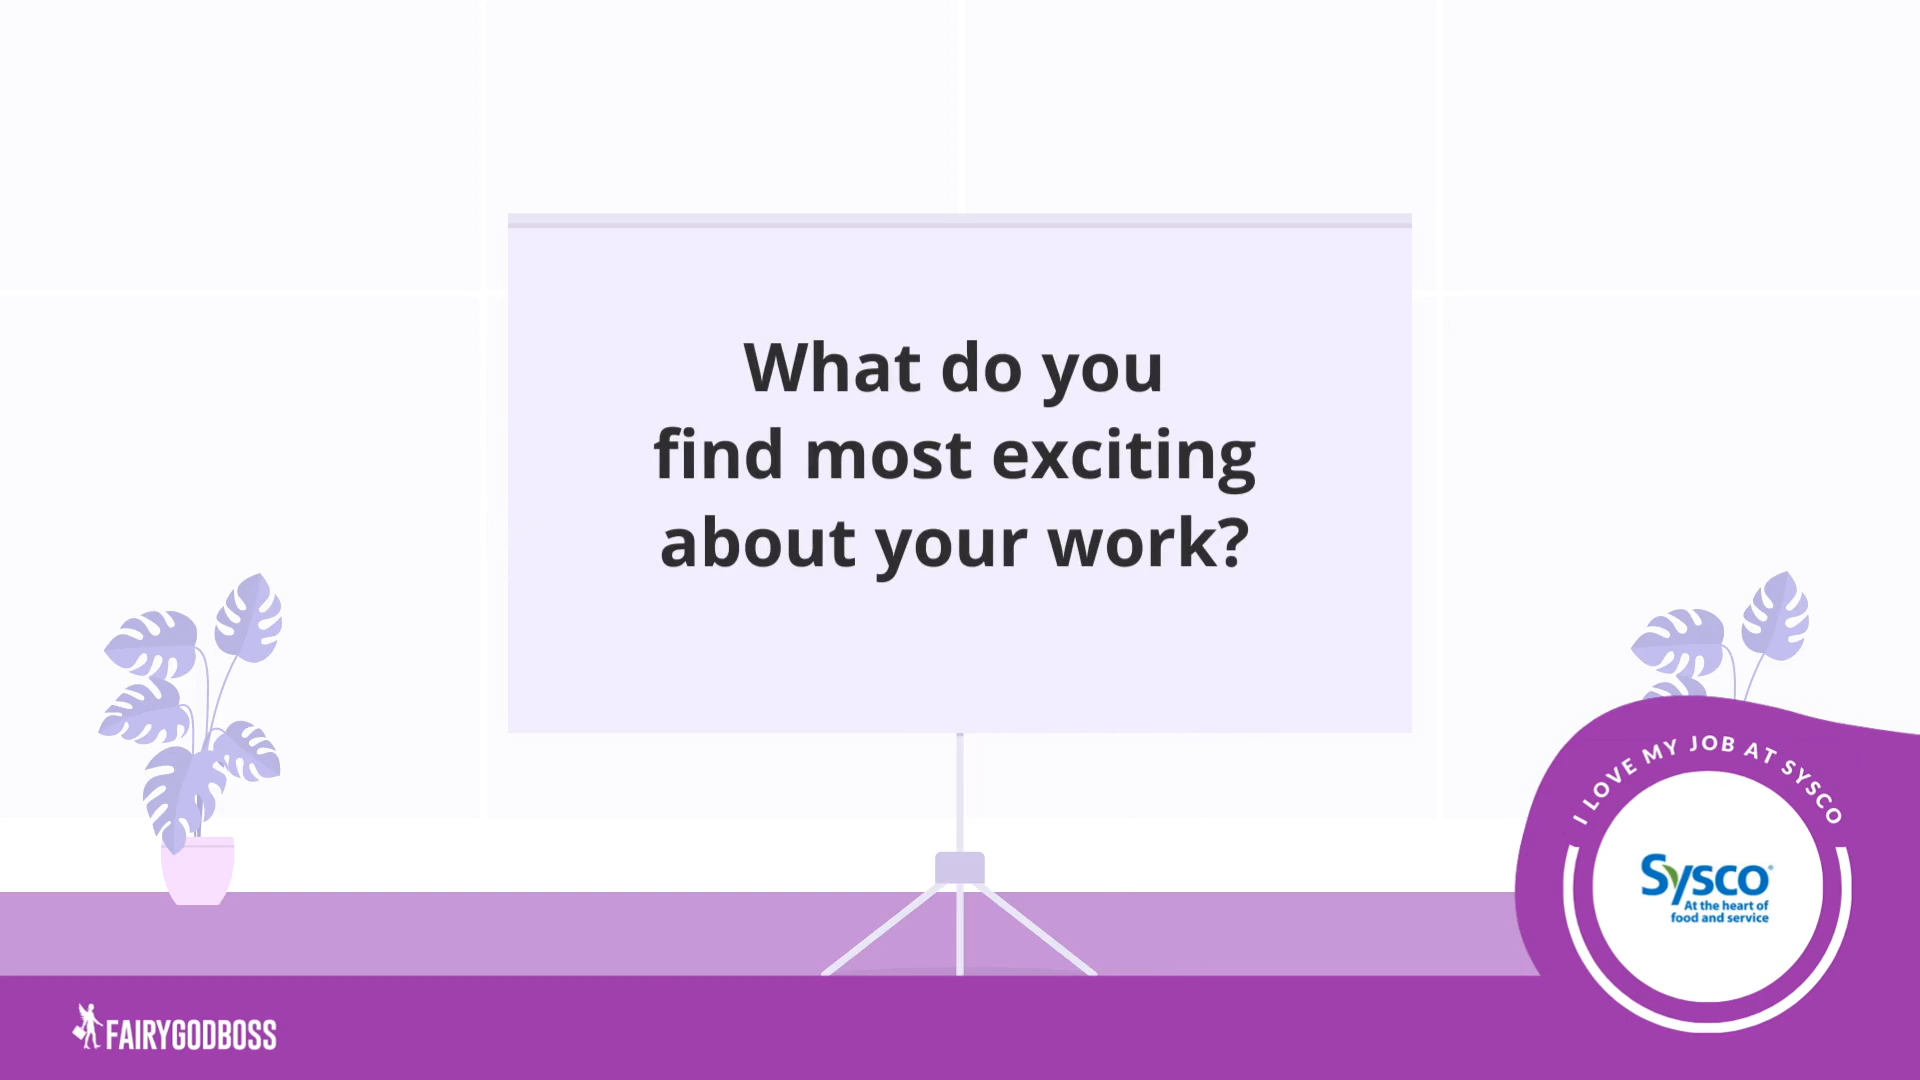 What do you
find most exciting
about your work?
I LOVE MY JOB AT SYSCO
Sysco®
At the heart of
food and service
FAIRYGODBOSS